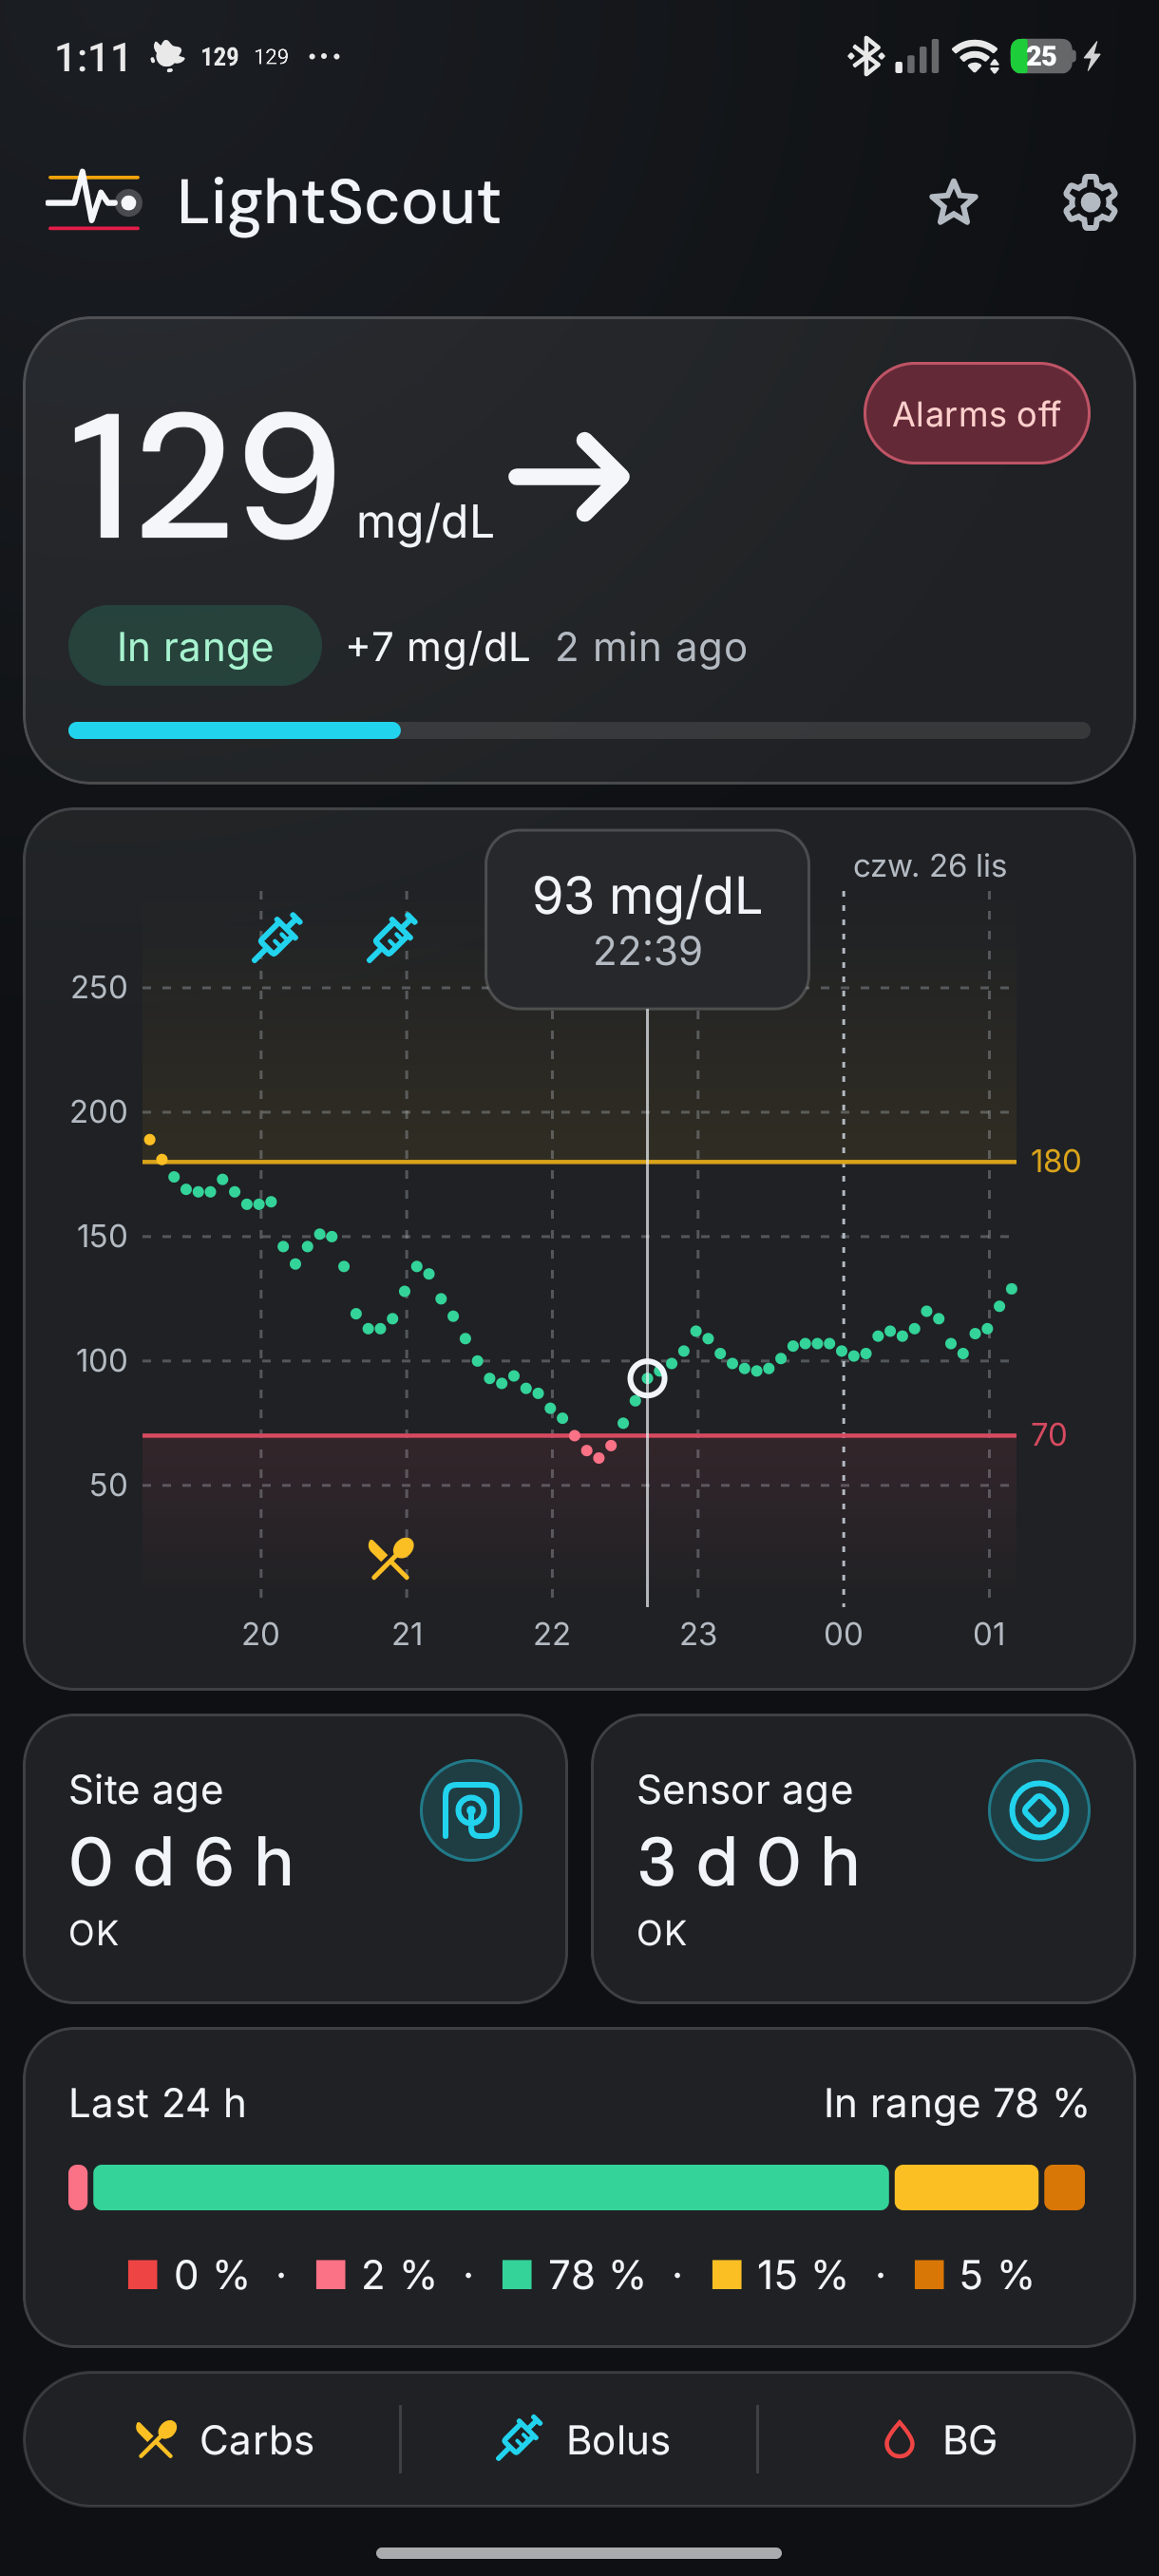 1:11 129 129 ... 25
LightScout
Alarms off
129 mg/dL
In range +7 mg/dL 2 min ago
czw. 26 lis
93 mg/dL
22:39
250
200
180
150
100
70
50
20 21 22 23 00 01
Site age
0 d 6 h
OK
Sensor age
3 d 0 h
OK
Last 24 h In range 78 %
0 % · 2 % · 78 % · 15 % · 5 %
Carbs Bolus BG